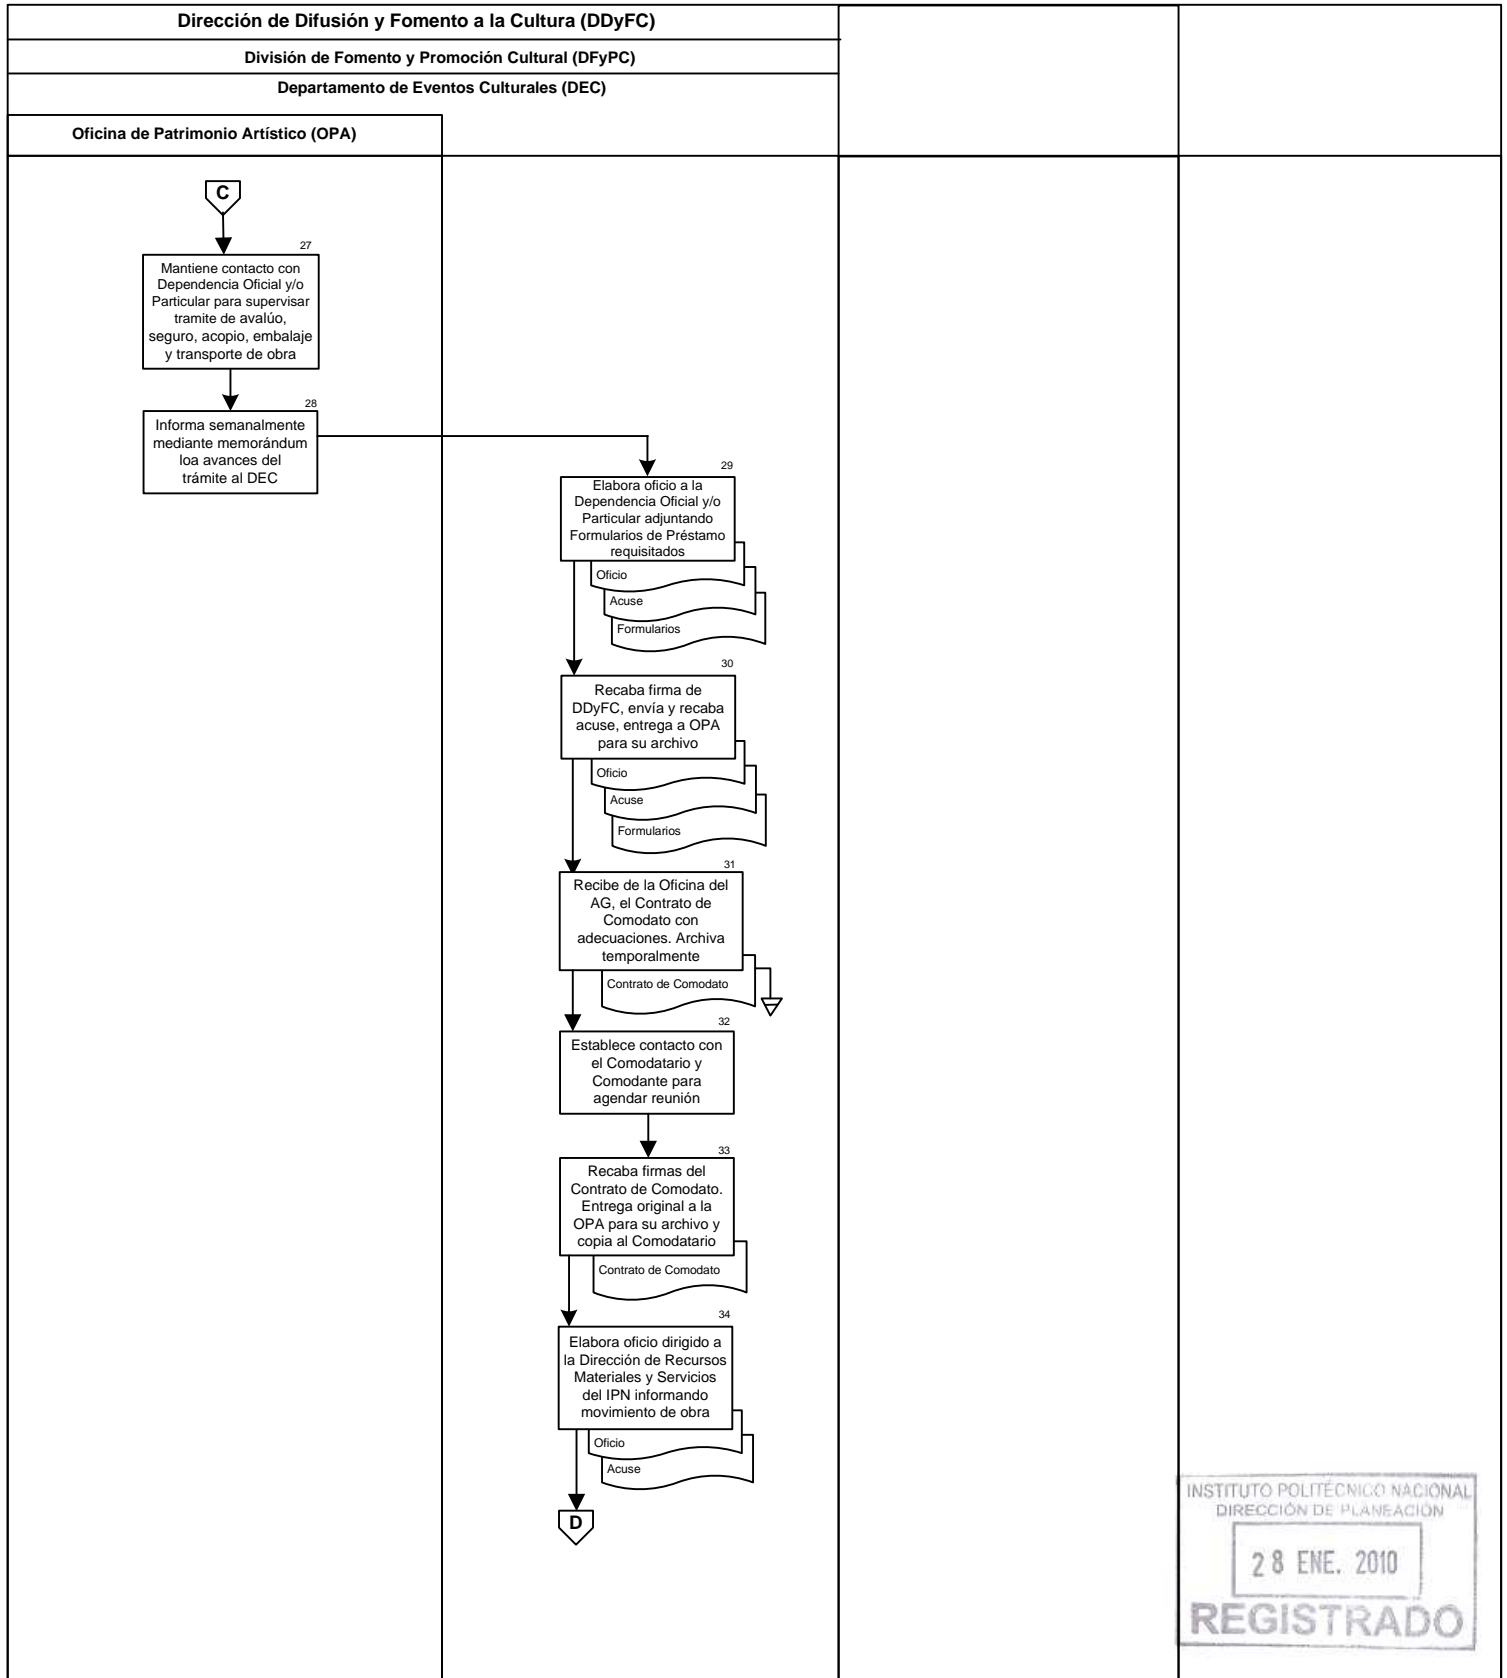 Dirección de Difusión y Fomento a la Cultura (DDyFC)
División de Fomento y Promoción Cultural (DFyPC)
Departamento de Eventos Culturales (DEC)
Oficina de Patrimonio Artístico (OPA)
C
27
Mantiene contacto con
Dependencia Oficial y/o
Particular para supervisar
tramite de avalúo,
seguro, acopio, embalaje
y transporte de obra
28
Informa semanalmente
mediante memorándum
loa avances del
trámite al DEC
29
Elabora oficio a la
Dependencia Oficial y/o
Particular adjuntando
Formularios de Préstamo
requisitados
Oficio
Acuse
Formularios
30
Recaba firma de
DDyFC, envía y recaba
acuse, entrega a OPA
para su archivo
Oficio
Acuse
Formularios
31
Recibe de la Oficina del
AG, el Contrato de
Comodato con
adecuaciones. Archiva
temporalmente
Contrato de Comodato
32
Establece contacto con
el Comodatario y
Comodante para
agendar reunión
33
Recaba firmas del
Contrato de Comodato.
Entrega original a la
OPA para su archivo y
copia al Comodatario
Contrato de Comodato
34
Elabora oficio dirigido a
la Dirección de Recursos
Materiales y Servicios
del IPN informando
movimiento de obra
Oficio
Acuse
D
INSTITUTO POLITÉCNICO NACIONAL
DIRECCIÓN DE PLANEACIÓN
28 ENE. 2010
REGISTRADO